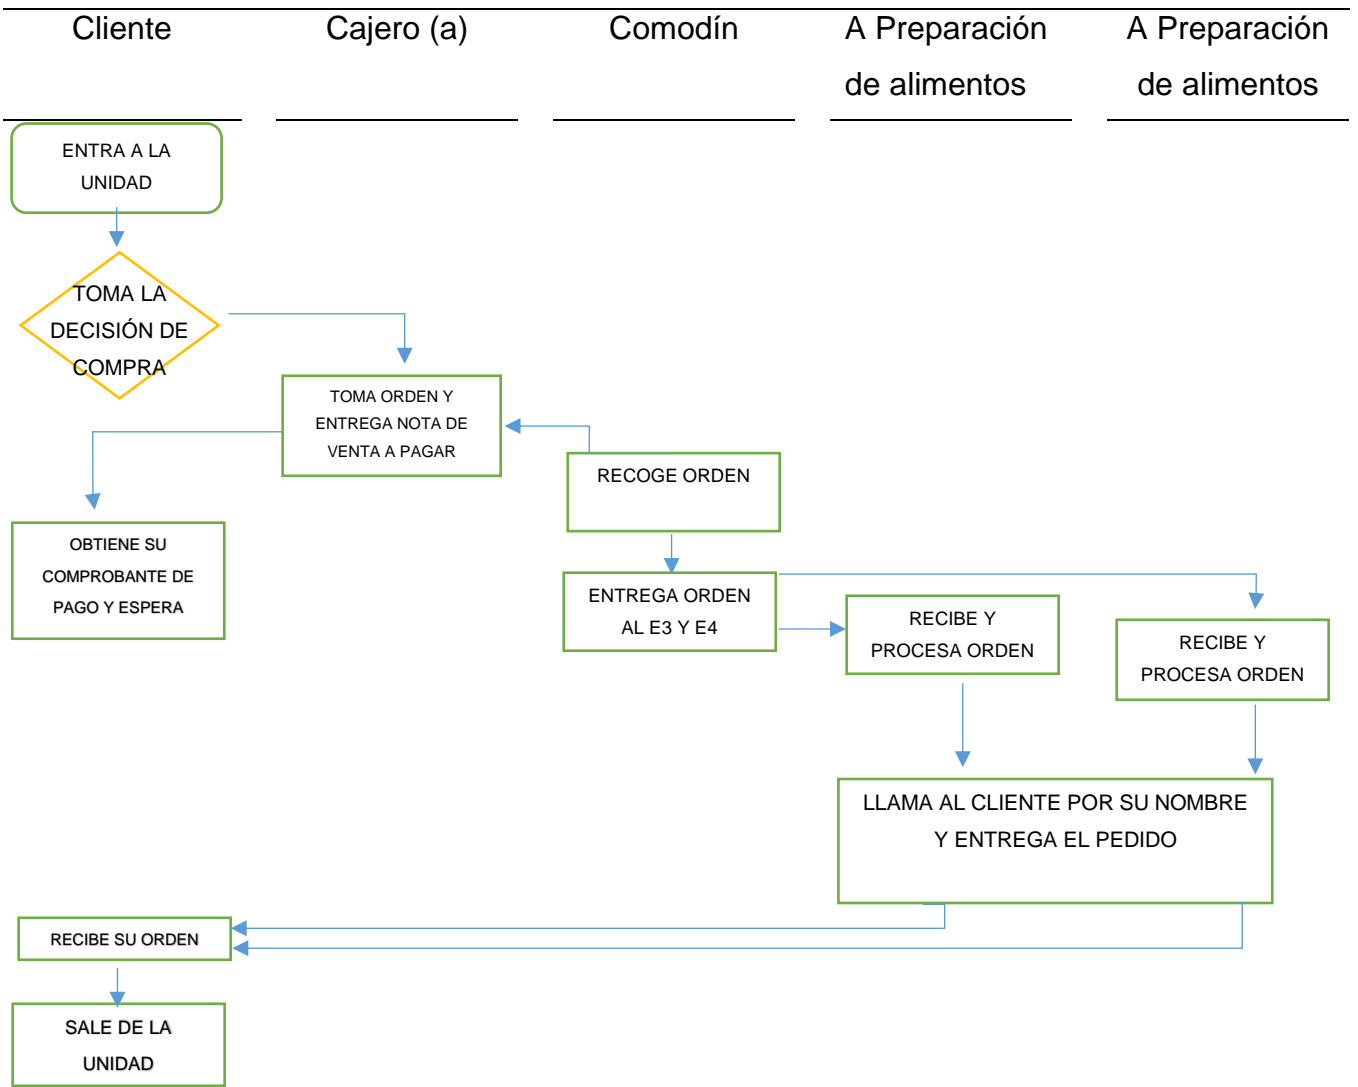 Cliente
Cajero (a)
Comodín
A Preparación
de alimentos
A Preparación
de alimentos
ENTRA A LA
UNIDAD
TOMA LA
DECISIÓN DE
COMPRA
TOMA ORDEN Y
ENTREGA NOTA DE
VENTA A PAGAR
RECOGE ORDEN
OBTIENE SU
COMPROBANTE DE
PAGO Y ESPERA
ENTREGA ORDEN
AL E3 Y E4
RECIBE Y
PROCESA ORDEN
RECIBE Y
PROCESA ORDEN
LLAMA AL CLIENTE POR SU NOMBRE
Y ENTREGA EL PEDIDO
RECIBE SU ORDEN
SALE DE LA
UNIDAD